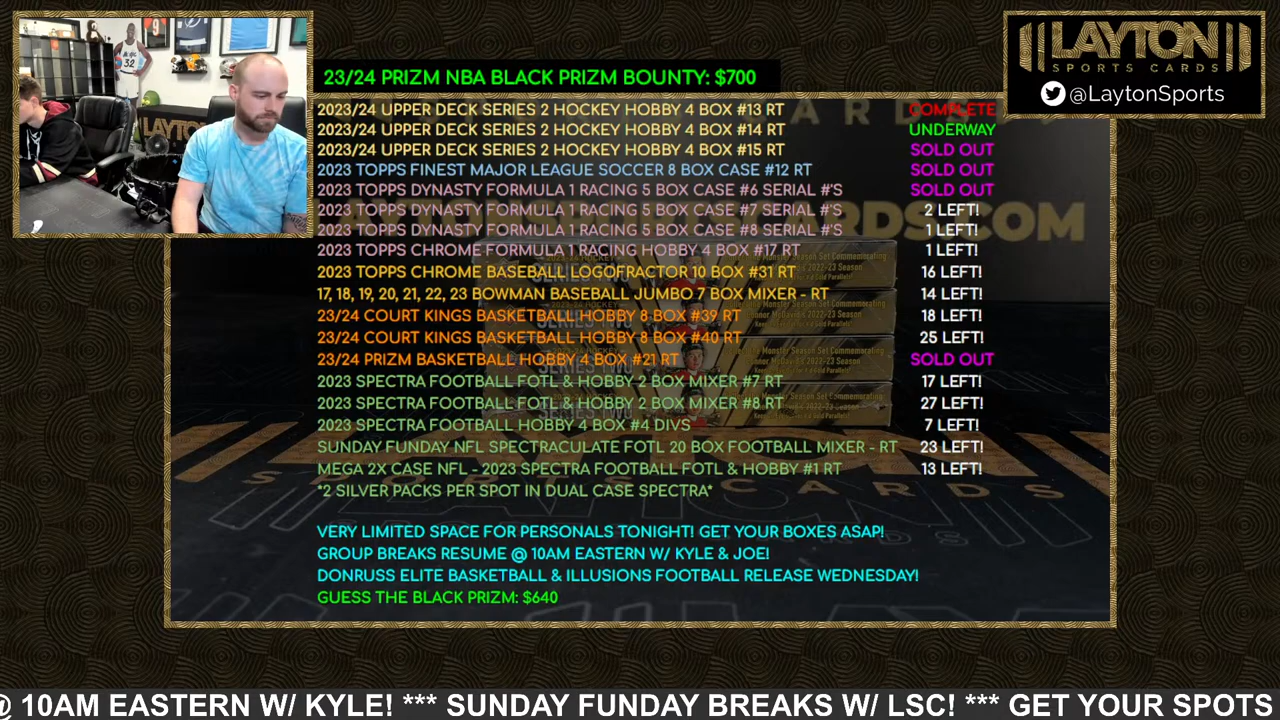 LAYTON
SPORTS CARDS
@LaytonSports
32
9
23/24 PRIZM NBA BLACK PRIZM BOUNTY: $700
2023/24 UPPER DECK SERIES 2 HOCKEY HOBBY 4 BOX #13 RT COMPLETE
2023/24 UPPER DECK SERIES 2 HOCKEY HOBBY 4 BOX #14 RT UNDERWAY
2023/24 UPPER DECK SERIES 2 HOCKEY HOBBY 4 BOX #15 RT SOLD OUT
2023 TOPPS FINEST MAJOR LEAGUE SOCCER 8 BOX CASE #12 RT SOLD OUT
2023 TOPPS DYNASTY FORMULA 1 RACING 5 BOX CASE #6 SERIAL #'S SOLD OUT
2023 TOPPS DYNASTY FORMULA 1 RACING 5 BOX CASE #7 SERIAL #'S 2 LEFT!
2023 TOPPS DYNASTY FORMULA 1 RACING 5 BOX CASE #8 SERIAL #'S 1 LEFT!
2023 TOPPS CHROME FORMULA 1 RACING HOBBY 4 BOX #17 RT 1 LEFT!
2023 TOPPS CHROME BASEBALL LOGOFRACTOR 10 BOX #31 RT 16 LEFT!
17, 18, 19, 20, 21, 22, 23 BOWMAN BASEBALL JUMBO 7 BOX MIXER - RT 14 LEFT!
23/24 COURT KINGS BASKETBALL HOBBY 8 BOX #39 RT 18 LEFT!
23/24 COURT KINGS BASKETBALL HOBBY 8 BOX #40 RT 25 LEFT!
23/24 PRIZM BASKETBALL HOBBY 4 BOX #21 RT SOLD OUT
2023 SPECTRA FOOTBALL FOTL & HOBBY 2 BOX MIXER #7 RT 17 LEFT!
2023 SPECTRA FOOTBALL FOTL & HOBBY 2 BOX MIXER #8 RT 27 LEFT!
2023 SPECTRA FOOTBALL HOBBY 4 BOX #4 DIVS 7 LEFT!
SUNDAY FUNDAY NFL SPECTRACULATE FOTL 20 BOX FOOTBALL MIXER - RT 23 LEFT!
MEGA 2X CASE NFL - 2023 SPECTRA FOOTBALL FOTL & HOBBY #1 RT 13 LEFT!
*2 SILVER PACKS PER SPOT IN DUAL CASE SPECTRA*
VERY LIMITED SPACE FOR PERSONALS TONIGHT! GET YOUR BOXES ASAP!
GROUP BREAKS RESUME @ 10AM EASTERN W/ KYLE & JOE!
DONRUSS ELITE BASKETBALL & ILLUSIONS FOOTBALL RELEASE WEDNESDAY!
GUESS THE BLACK PRIZM: $640
@ 10AM EASTERN W/ KYLE! *** SUNDAY FUNDAY BREAKS W/ LSC! *** GET YOUR SPOTS